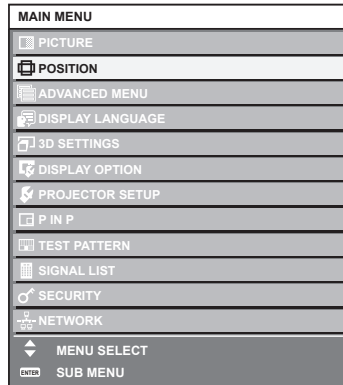 MAIN MENU
PICTURE
POSITION
ADVANCED MENU
DISPLAY LANGUAGE
3D SETTINGS
DISPLAY OPTION
PROJECTOR SETUP
P IN P
TEST PATTERN
SIGNAL LIST
SECURITY
NETWORK
MENU SELECT
ENTER SUB MENU